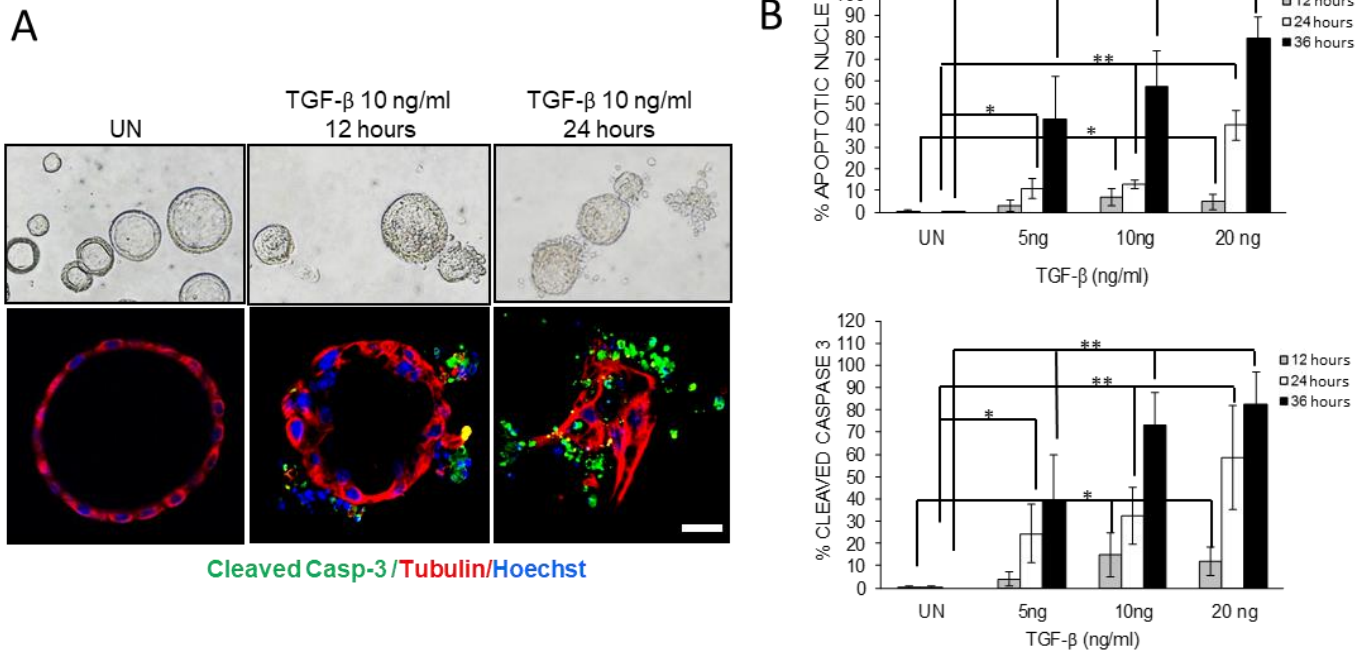 A
UN
TGF-β 10 ng/ml
12 hours
TGF-β 10 ng/ml
24 hours
Cleaved Casp-3/Tubulin/Hoechst
B
% APOPTOTIC NUCLE
90
80
70
60
50
40
30
20
10
0
**
*
*
12 hours
24 hours
36 hours
UN
5ng
10ng
20 ng
TGF-β (ng/ml)
% CLEAVED CASPASE 3
120
110
100
90
80
70
60
50
40
30
20
10
0
**
**
*
*
12 hours
24 hours
36 hours
UN
5ng
10ng
20 ng
TGF-β (ng/ml)